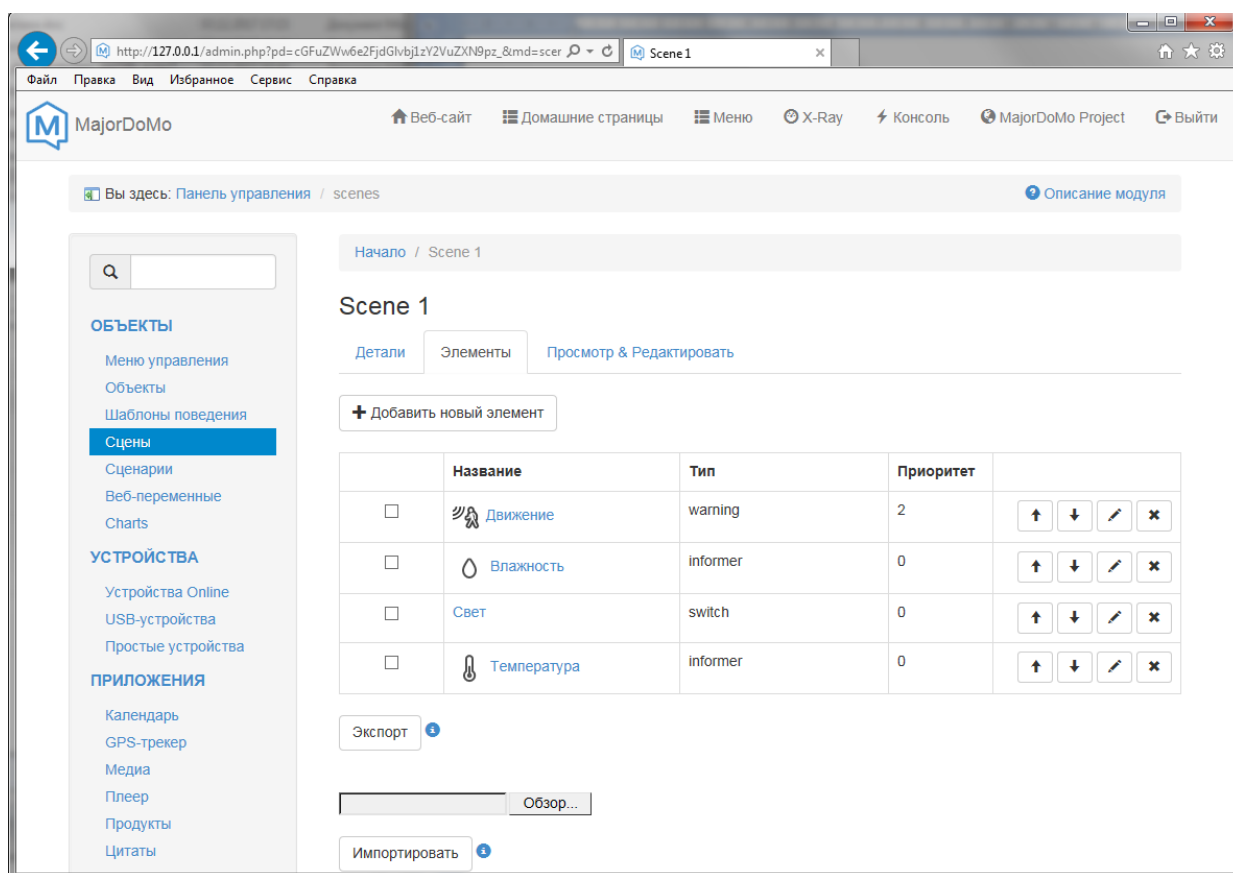 http://127.0.0.1/admin.php?pd=cGFuZWw6e2FjdGlvbj1zY2VuZXN9pz_&md=scer
Scene 1
Файл Правка Вид Избранное Сервис Справка
MajorDoMo
Веб-сайт Домашние страницы Меню X-Ray Консоль MajorDoMo Project Выйти
Вы здесь: Панель управления / scenes
Описание модуля
ОБЪЕКТЫ
Меню управления
Объекты
Шаблоны поведения
Сцены
Сценарии
Веб-переменные
Charts
УСТРОЙСТВА
Устройства Online
USB-устройства
Простые устройства
ПРИЛОЖЕНИЯ
Календарь
GPS-трекер
Медиа
Плеер
Продукты
Цитаты
Начало / Scene 1
Scene 1
Детали Элементы Просмотр & Редактировать
Добавить новый элемент
Название Тип Приоритет
Движение warning 2
Влажность informer 0
Свет switch 0
Температура informer 0
Экспорт
Обзор...
Импортировать